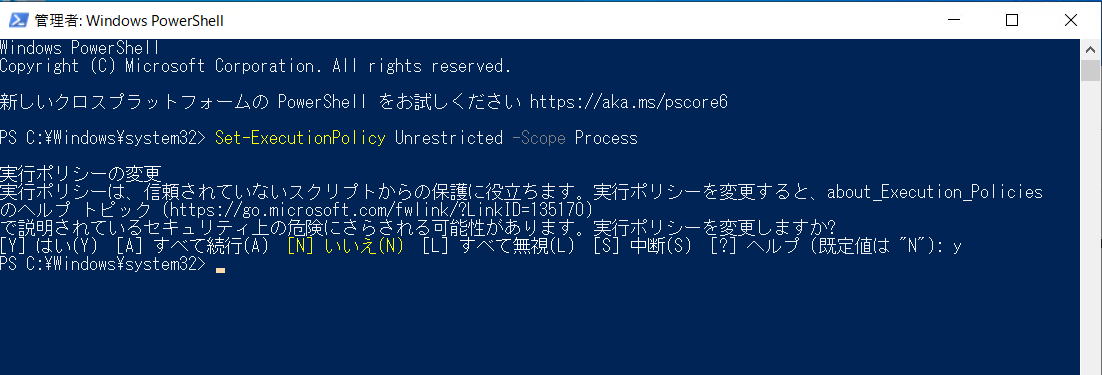 管理者: Windows PowerShell
Windows PowerShell
Copyright (C) Microsoft Corporation. All rights reserved.
新しいクロスプラットフォームの PowerShell をお試しください https://aka.ms/pscore6
PS C:¥Windows¥system32> Set-ExecutionPolicy Unrestricted -Scope Process
実行ポリシーの変更
実行ポリシーは、信頼されていないスクリプトからの保護に役立ちます。実行ポリシーを変更すると、about_Execution_Policies
のヘルプ トピック (https://go.microsoft.com/fwlink/?LinkID=135170)
で説明されているセキュリティ上の危険にさらされる可能性があります。実行ポリシーを変更しますか?
[Y] はい(Y)  [A] すべて続行(A)  [N] いいえ(N)  [L] すべて無視(L)  [S] 中断(S)  [?] ヘルプ (既定値は "N"): y
PS C:¥Windows¥system32>